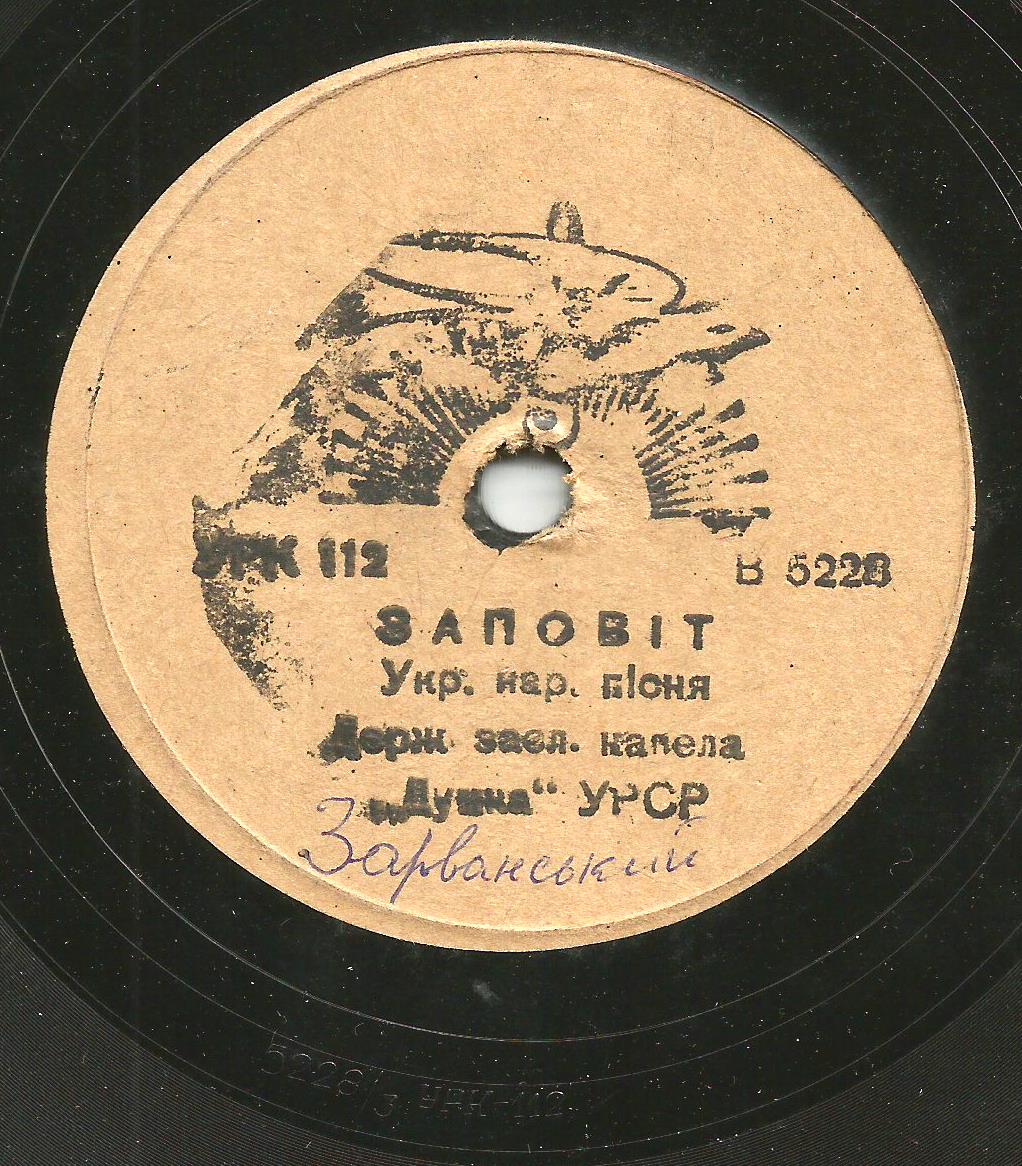 УРК 112
В 5228
ЗАПОВІТ
Укр. нар. пісня
Держ. засл. капела
„Думка“ УРСР
Зарванський
5228/3 УРК-112